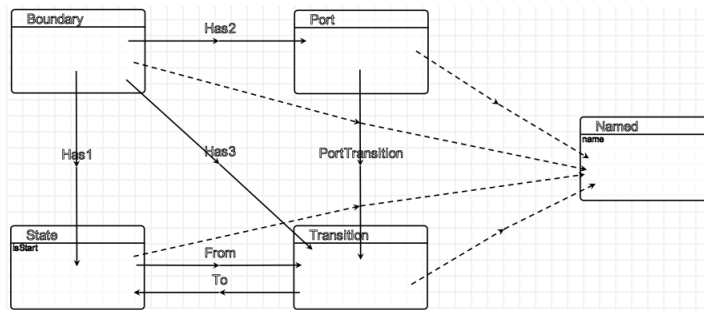 Boundary
Has2
Port
Named
name
Has1
Has3
PortTransition
State
isStart
From
Transition
To